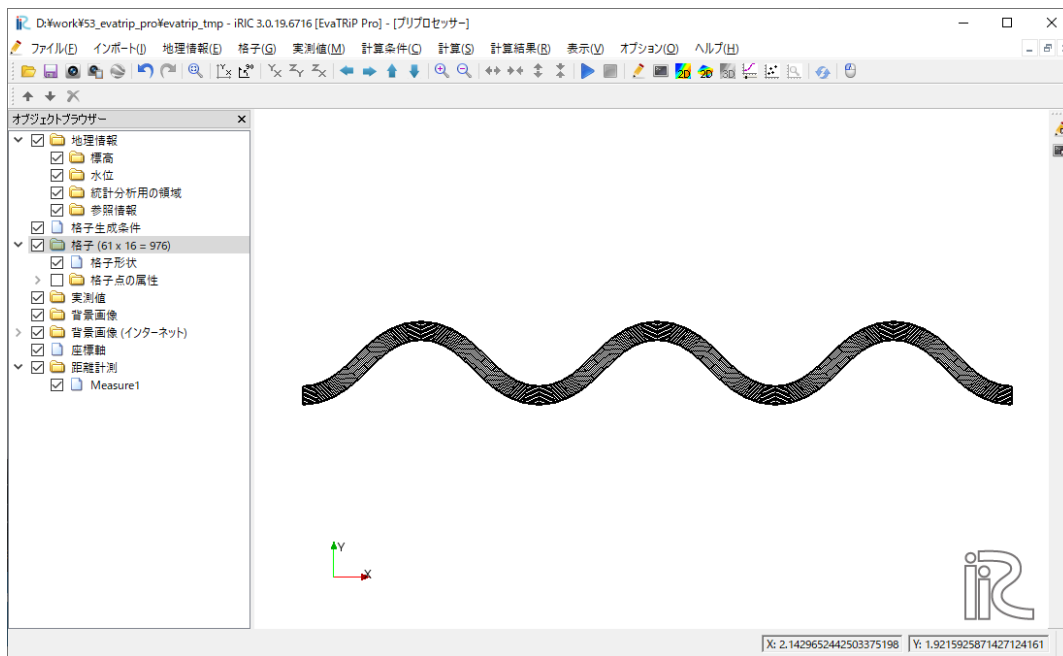 D:¥work¥53_evatrip_pro¥evatrip_tmp - iRIC 3.0.19.6716 [EvaTRiP Pro] - [プリプロセッサー]
ファイル(F) インポート(I) 地理情報(E) 格子(G) 実測値(M) 計算条件(C) 計算(S) 計算結果(R) 表示(V) オプション(O) ヘルプ(H)
オブジェクトブラウザー
地理情報
標高
水位
統計分析用の領域
参照情報
格子生成条件
格子 (61 x 16 = 976)
格子形状
格子点の属性
実測値
背景画像
背景画像 (インターネット)
座標軸
距離計測
Measure1
Y
X
iRC
X: 2.1429652442503375198 Y: 1.9215925871427124161